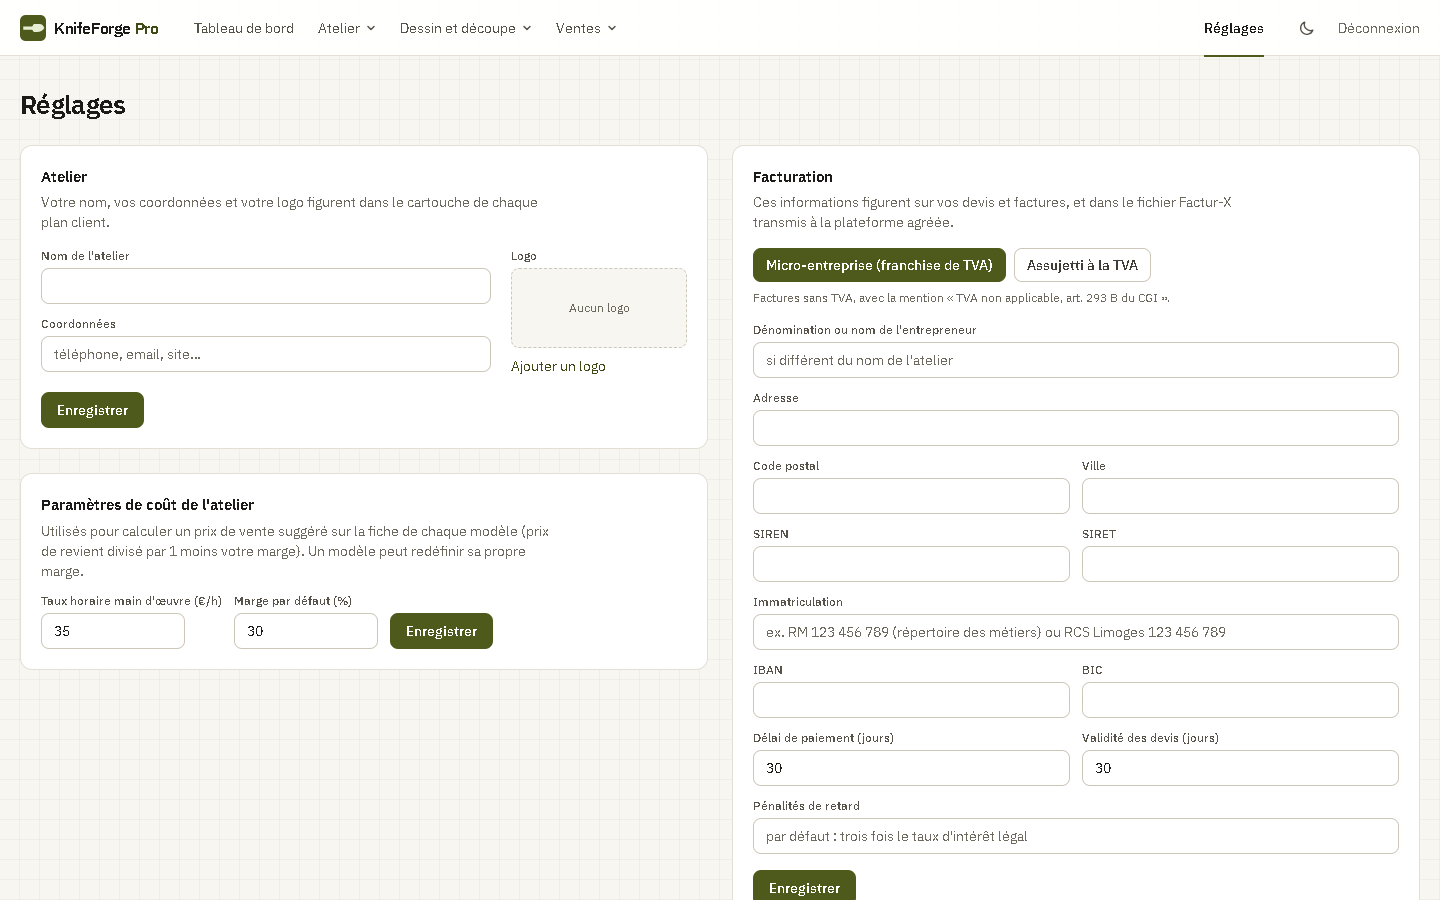 KnifeForge Pro
Tableau de bord
Atelier
Dessin et découpe
Ventes
Réglages
Déconnexion
Réglages
Atelier
Votre nom, vos coordonnées et votre logo figurent dans le cartouche de chaque
plan client.
Nom de l'atelier
Logo
Aucun logo
Coordonnées
téléphone, email, site...
Ajouter un logo
Enregistrer
Paramètres de coût de l'atelier
Utilisés pour calculer un prix de vente suggéré sur la fiche de chaque modèle (prix
de revient divisé par 1 moins votre marge). Un modèle peut redéfinir sa propre
marge.
Taux horaire main d'œuvre (€/h)
Marge par défaut (%)
35
30
Enregistrer
Facturation
Ces informations figurent sur vos devis et factures, et dans le fichier Factur-X
transmis à la plateforme agréée.
Micro-entreprise (franchise de TVA)
Assujetti à la TVA
Factures sans TVA, avec la mention « TVA non applicable, art. 293 B du CGI ».
Dénomination ou nom de l'entrepreneur
si différent du nom de l'atelier
Adresse
Code postal
Ville
SIREN
SIRET
Immatriculation
ex. RM 123 456 789 (répertoire des métiers) ou RCS Limoges 123 456 789
IBAN
BIC
Délai de paiement (jours)
Validité des devis (jours)
30
30
Pénalités de retard
par défaut : trois fois le taux d'intérêt légal
Enregistrer